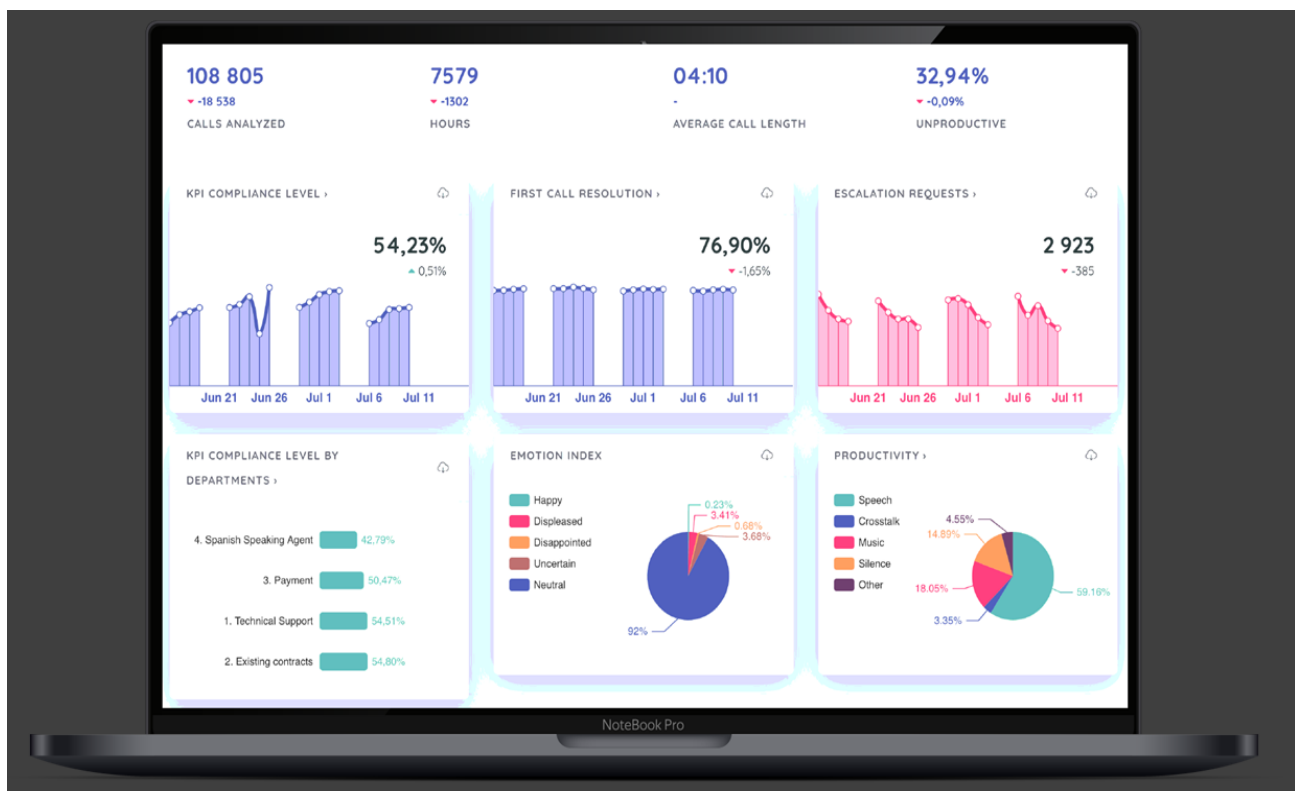 108 805
-18 538
CALLS ANALYZED
7579
-1302
HOURS
04:10
-
AVERAGE CALL LENGTH
32,94%
-0,09%
UNPRODUCTIVE
KPI COMPLIANCE LEVEL ›
54,23%
0,51%
Jun 21 Jun 26 Jul 1 Jul 6 Jul 11
FIRST CALL RESOLUTION ›
76,90%
-1,65%
Jun 21 Jun 26 Jul 1 Jul 6 Jul 11
ESCALATION REQUESTS ›
2 923
-385
Jun 21 Jun 26 Jul 1 Jul 6 Jul 11
KPI COMPLIANCE LEVEL BY
DEPARTMENTS ›
4. Spanish Speaking Agent 42,79%
3. Payment 50,47%
1. Technical Support 54,51%
2. Existing contracts 54,80%
EMOTION INDEX
Happy
Displeased
Disappointed
Uncertain
Neutral
0.23%
3.41%
0.68%
3.68%
92%
PRODUCTIVITY ›
Speech
Crosstalk
Music
Silence
Other
4.55%
14.89%
18.05%
3.35%
59.16%
NoteBook Pro